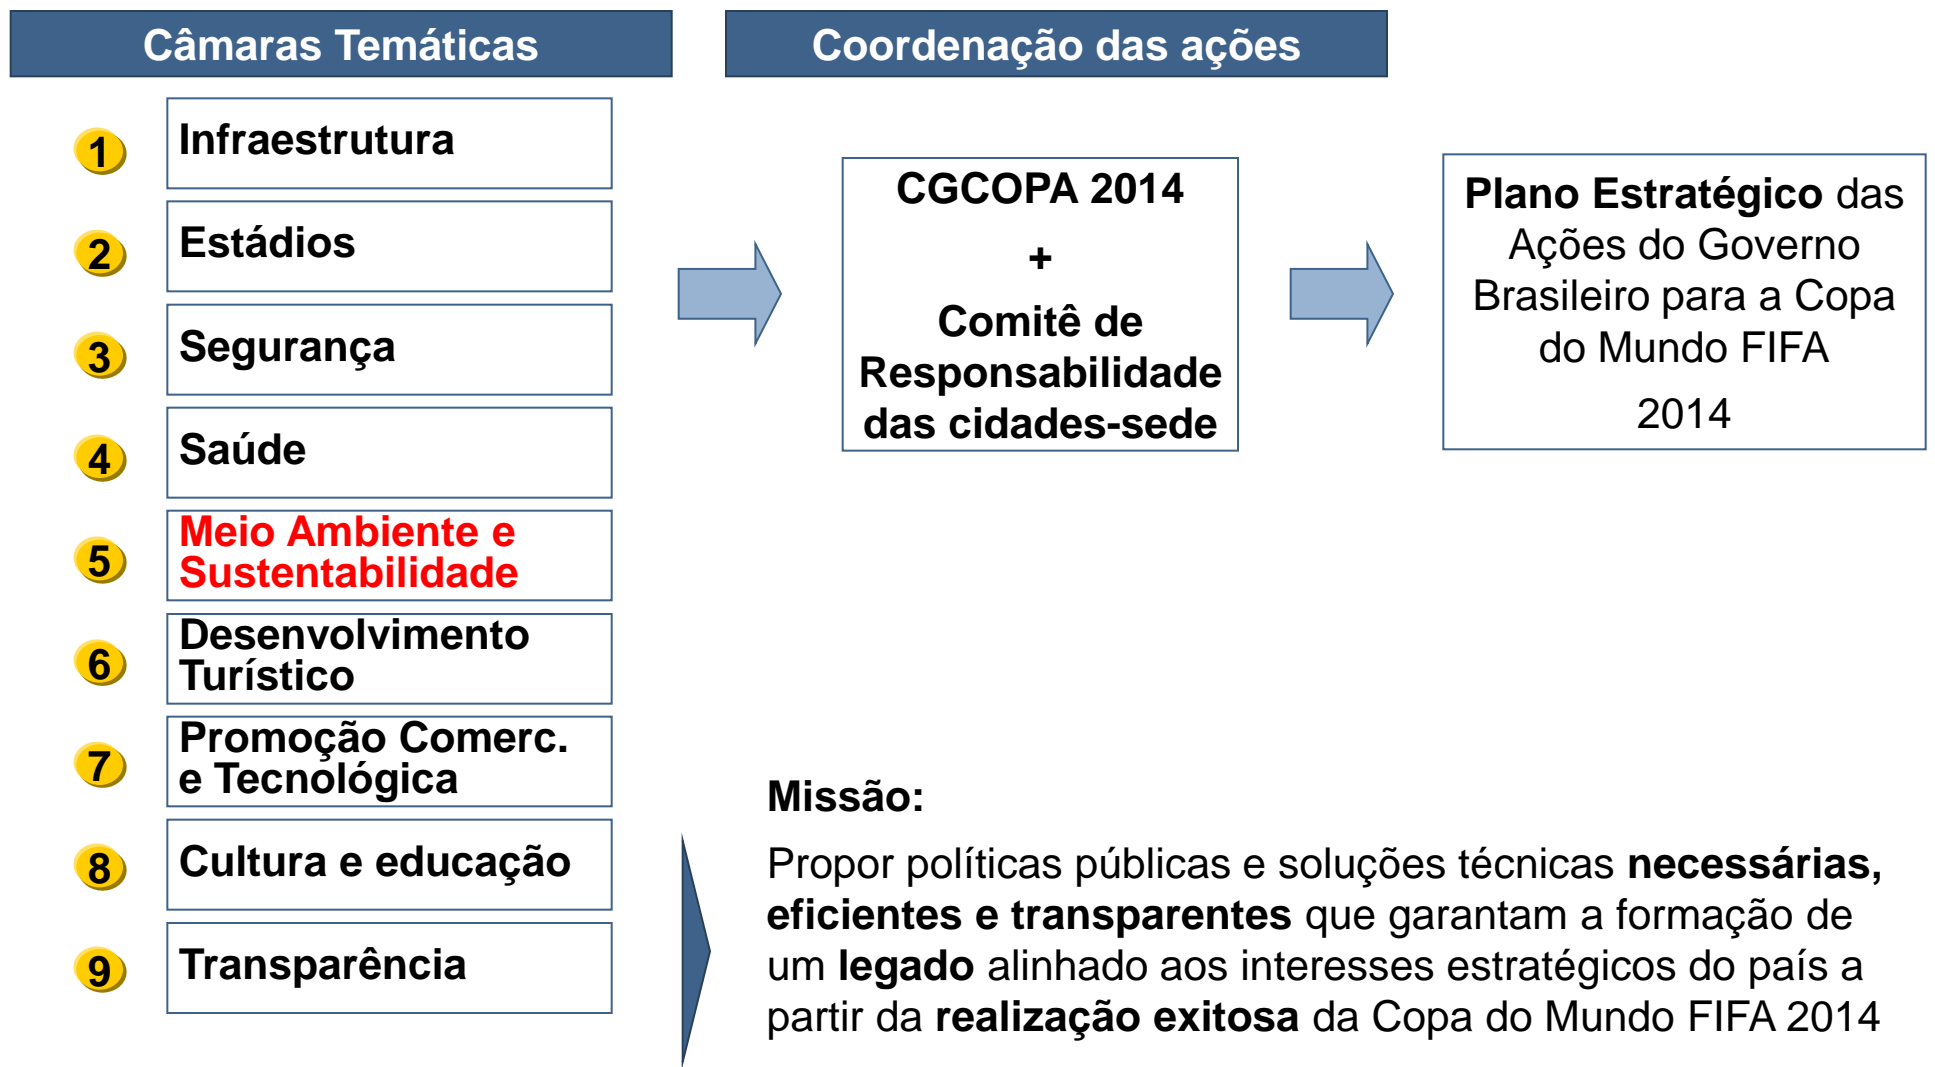 Câmaras Temáticas
1
Infraestrutura
2
Estádios
3
Segurança
4
Saúde
5
Meio Ambiente e
Sustentabilidade
6
Desenvolvimento
Turístico
7
Promoção Comerc.
e Tecnológica
8
Cultura e educação
9
Transparência
Coordenação das ações
CGCOPA 2014
+
Comitê de
Responsabilidade
das cidades-sede
Plano Estratégico das
Ações do Governo
Brasileiro para a Copa
do Mundo FIFA
2014
Missão:
Propor políticas públicas e soluções técnicas necessárias,
eficientes e transparentes que garantam a formação de
um legado alinhado aos interesses estratégicos do país a
partir da realização exitosa da Copa do Mundo FIFA 2014